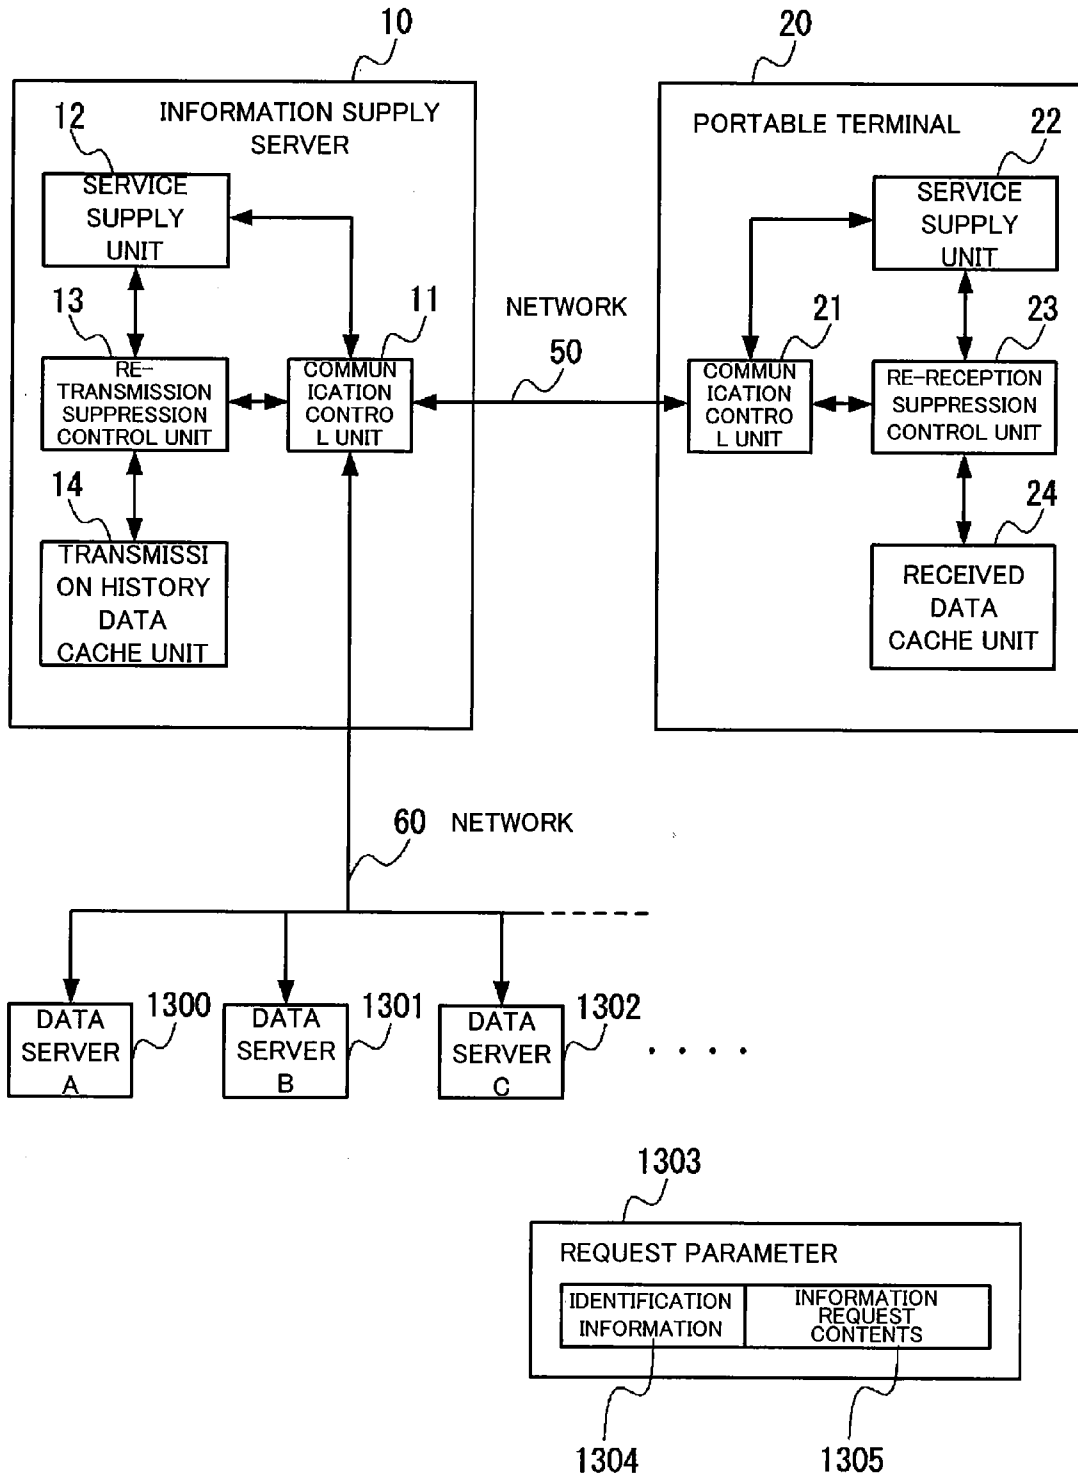 10
INFORMATION SUPPLY
SERVER
12
SERVICE
SUPPLY
UNIT
13
RE-
TRANSMISSION
SUPPRESSION
CONTROL UNIT
11
COMMUN
ICATION
CONTRO
L UNIT
14
TRANSMISSI
ON HISTORY
DATA
CACHE UNIT
NETWORK
50
20
PORTABLE TERMINAL
22
SERVICE
SUPPLY
UNIT
21
COMMUN
ICATION
CONTRO
L UNIT
23
RE-RECEPTION
SUPPRESSION
CONTROL UNIT
24
RECEIVED
DATA
CACHE UNIT
60 NETWORK
1300
DATA
SERVER
A
1301
DATA
SERVER
B
1302
DATA
SERVER
C
· · · ·
1303
REQUEST PARAMETER
IDENTIFICATION
INFORMATION
INFORMATION
REQUEST
CONTENTS
1304
1305